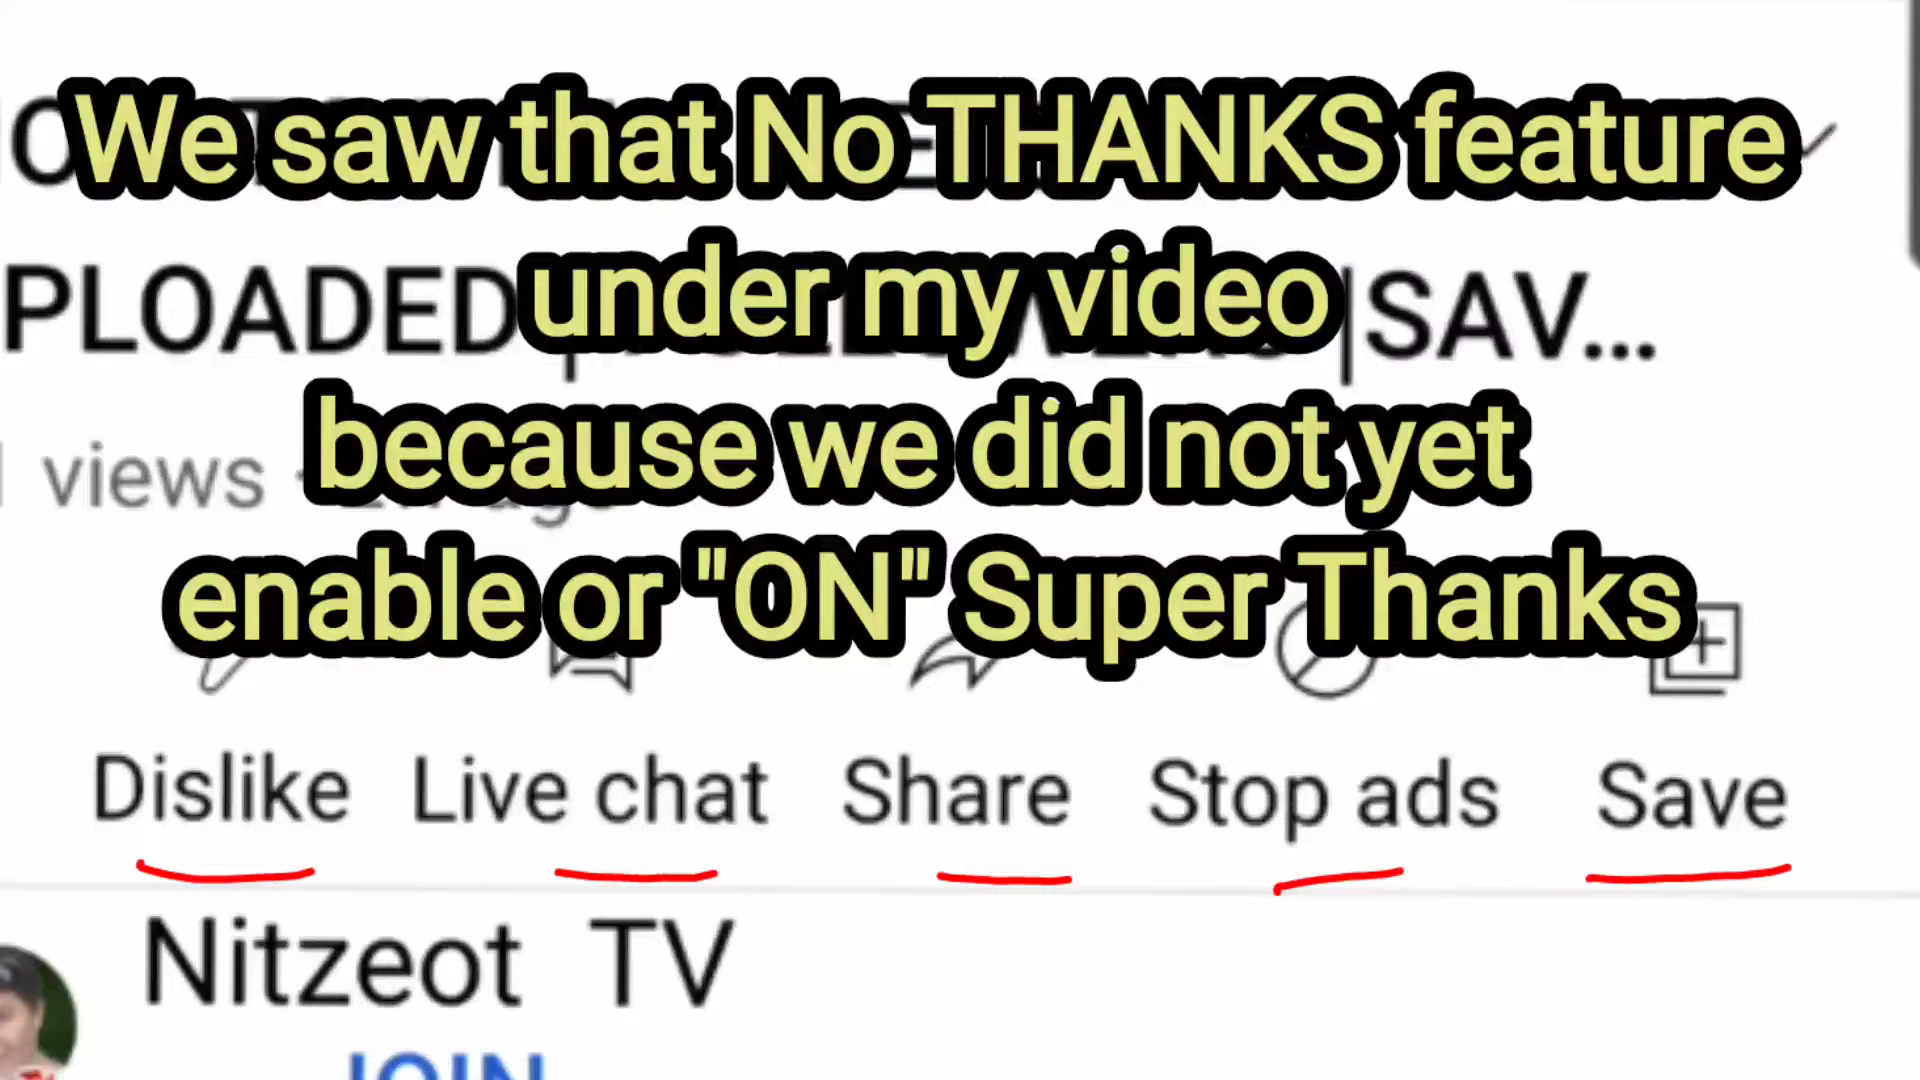 We saw that No THANKS feature
under my video
because we did not yet
enable or "ON" Super Thanks
PLOADED | |SAV...
views
Dislike Live chat Share Stop ads Save
Nitzeot TV
JOIN